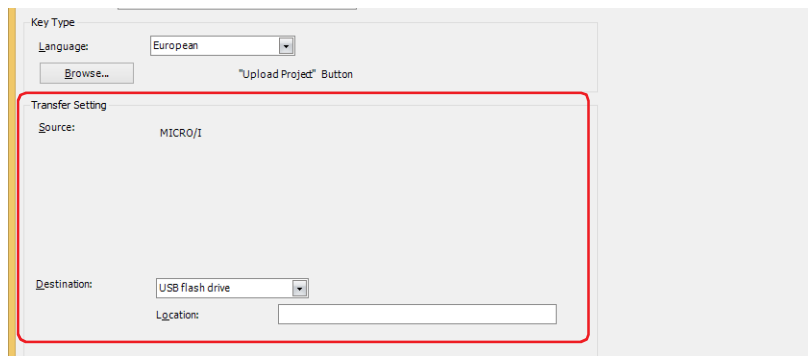 Key Type
Language: European
Browse... "Upload Project" Button
Transfer Setting
Source: MICRO/I
Destination: USB flash drive
Location: